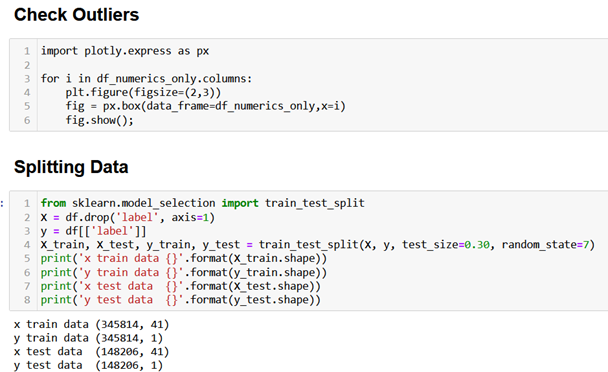 Check Outliers
1 import plotly.express as px
2
3 for i in df_numerics_only.columns:
4     plt.figure(figsize=(2,3))
5     fig = px.box(data_frame=df_numerics_only,x=i)
6     fig.show();
Splitting Data
:
1 from sklearn.model_selection import train_test_split
2 X = df.drop('label', axis=1)
3 y = df[['label']]
4 X_train, X_test, y_train, y_test = train_test_split(X, y, test_size=0.30, random_state=7)
5 print('x train data {}'.format(X_train.shape))
6 print('y train data {}'.format(y_train.shape))
7 print('x test data  {}'.format(X_test.shape))
8 print('y test data  {}'.format(y_test.shape))
x train data (345814, 41)
y train data (345814, 1)
x test data  (148206, 41)
y test data  (148206, 1)